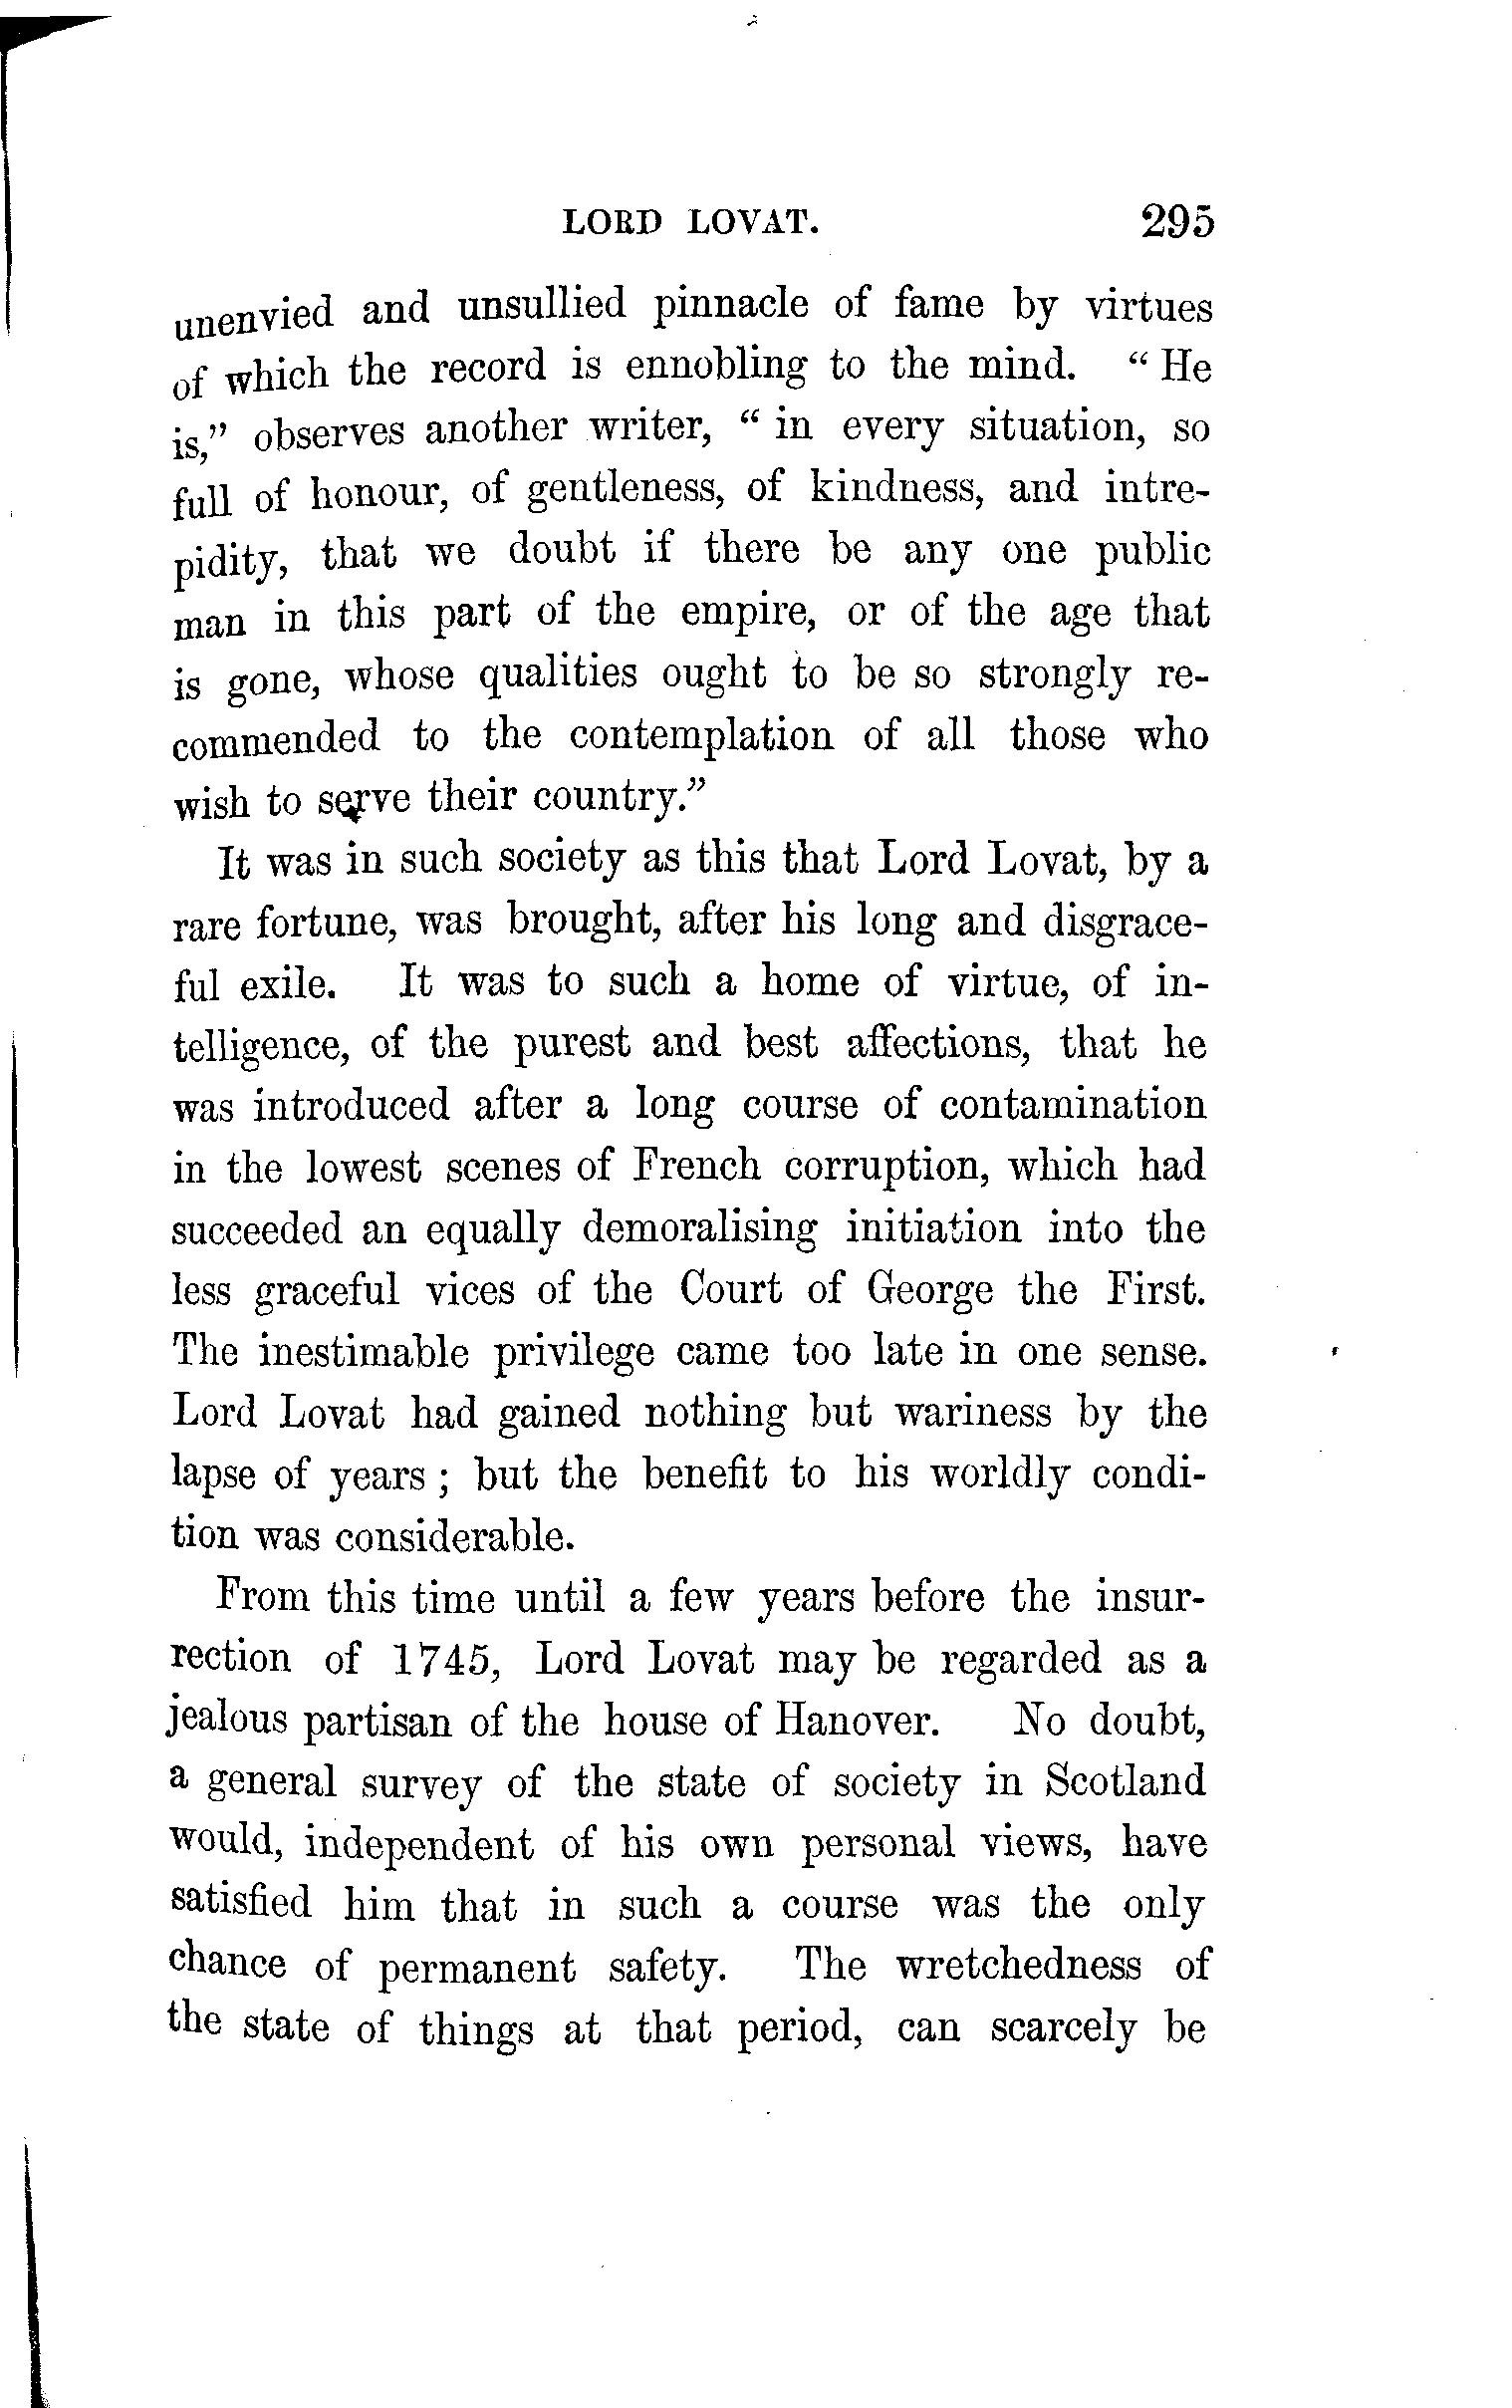 LORD LOVAT. 295
unenvied and unsullied pinnacle of fame by virtues
of which the record is ennobling to the mind. “ He
is,” observes another writer, “ in every situation, so
full of honour, of gentleness, of kindness, and intre-
pidity, that we doubt if there be any one public
man in this part of the empire, or of the age that
is gone, whose qualities ought to be so strongly re-
commended to the contemplation of all those who
wish to serve their country.”
It was in such society as this that Lord Lovat, by a
rare fortune, was brought, after his long and disgrace-
ful exile. It was to such a home of virtue, of in-
telligence, of the purest and best affections, that he
was introduced after a long course of contamination
in the lowest scenes of French corruption, which had
succeeded an equally demoralising initiation into the
less graceful vices of the Court of George the First.
The inestimable privilege came too late in one sense.
Lord Lovat had gained nothing but wariness by the
lapse of years ; but the benefit to his worldly condi-
tion was considerable.
From this time until a few years before the insur-
rection of 1745, Lord Lovat may be regarded as a
jealous partisan of the house of Hanover. No doubt,
a general survey of the state of society in Scotland
would, independent of his own personal views, have
satisfied him that in such a course was the only
chance of permanent safety. The wretchedness of
the state of things at that period, can scarcely be